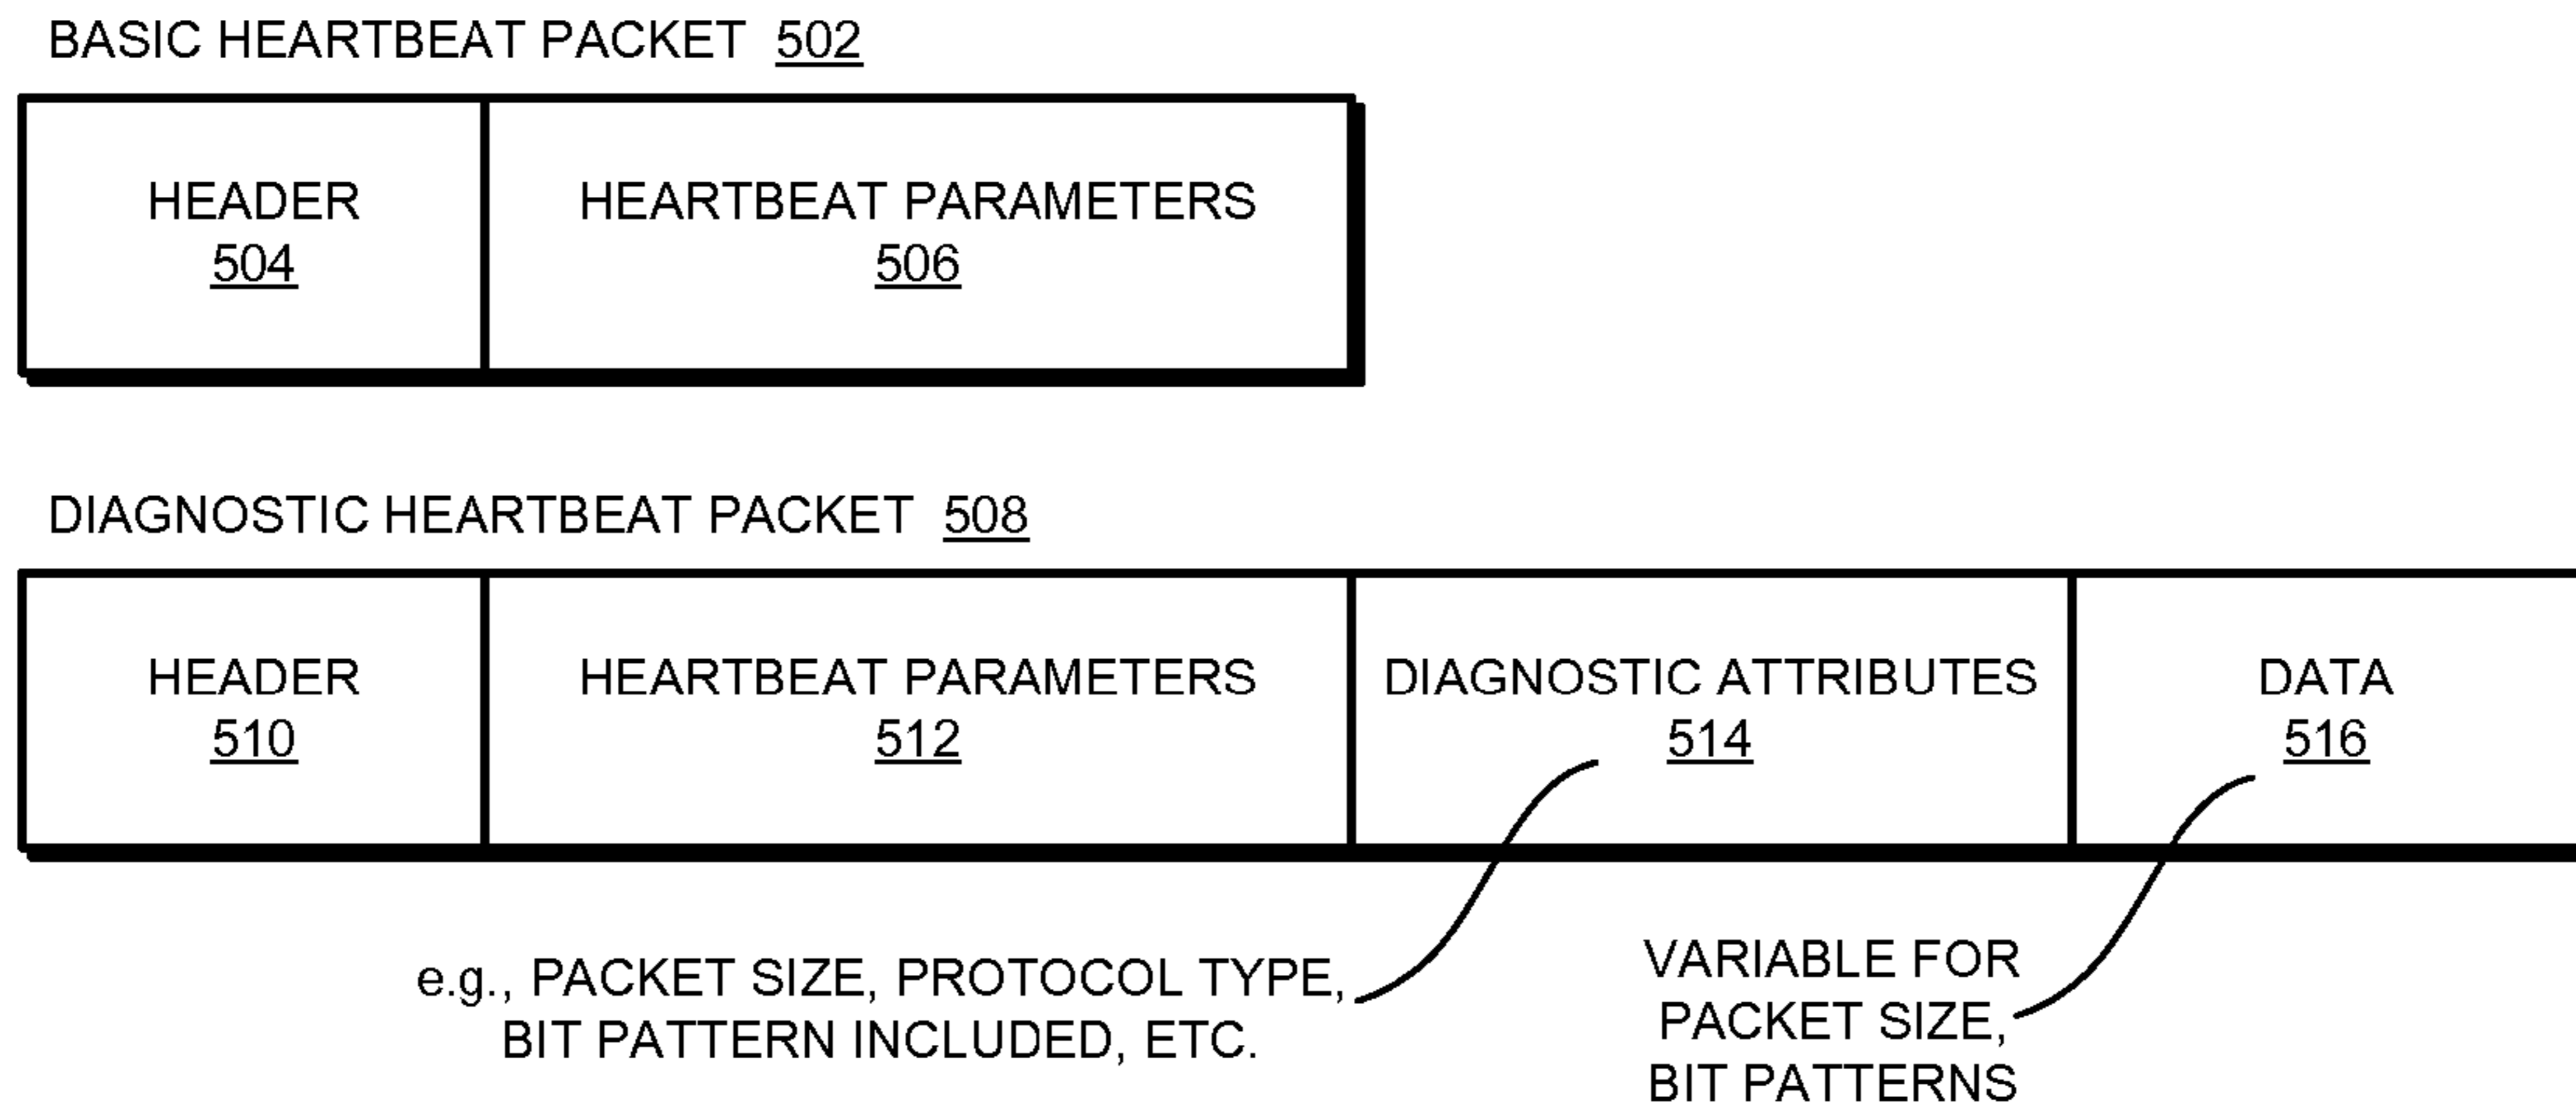 BASIC HEARTBEAT PACKET 502
HEADER
504
HEARTBEAT PARAMETERS
506
DIAGNOSTIC HEARTBEAT PACKET 508
HEADER
510
HEARTBEAT PARAMETERS
512
DIAGNOSTIC ATTRIBUTES
514
DATA
516
e.g., PACKET SIZE, PROTOCOL TYPE,
BIT PATTERN INCLUDED, ETC.
VARIABLE FOR
PACKET SIZE,
BIT PATTERNS